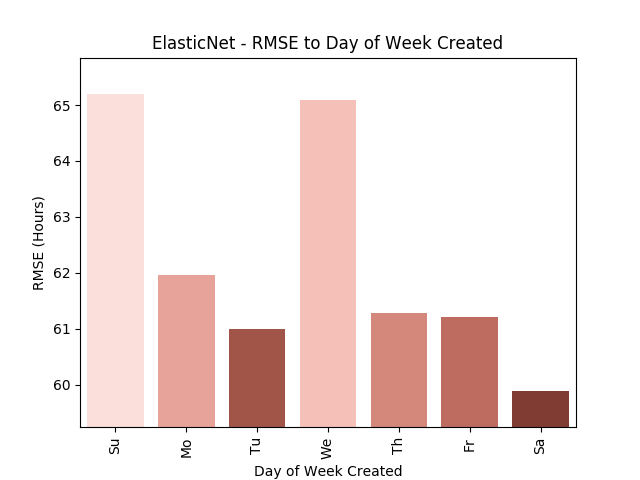 ElasticNet - RMSE to Day of Week Created
RMSE (Hours)
65
64
63
62
61
60
Su Mo Tu We Th Fr Sa
Day of Week Created